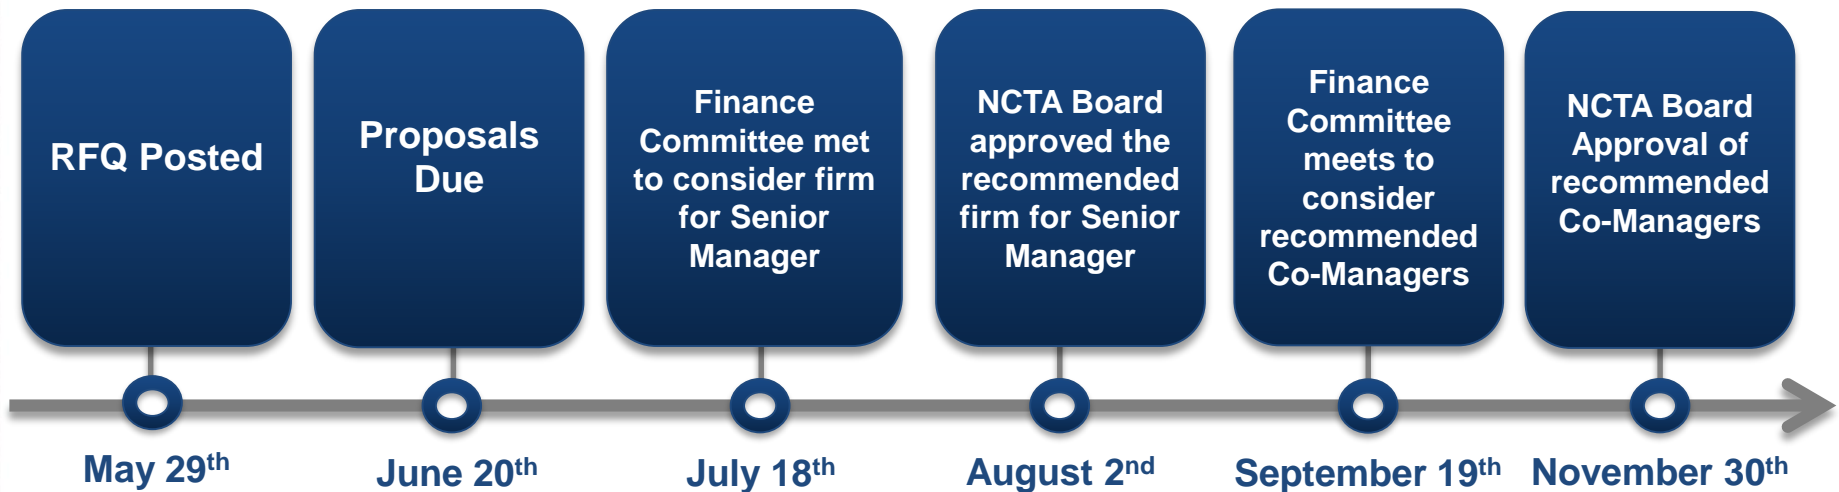 RFQ Posted
Proposals
Due
Finance
Committee met
to consider firm
for Senior
Manager
NCTA Board
approved the
recommended
firm for Senior
Manager
Finance
Committee
meets to
consider
recommended
Co-Managers
NCTA Board
Approval of
recommended
Co-Managers
May 29th
June 20th
July 18th
August 2nd
September 19th
November 30th